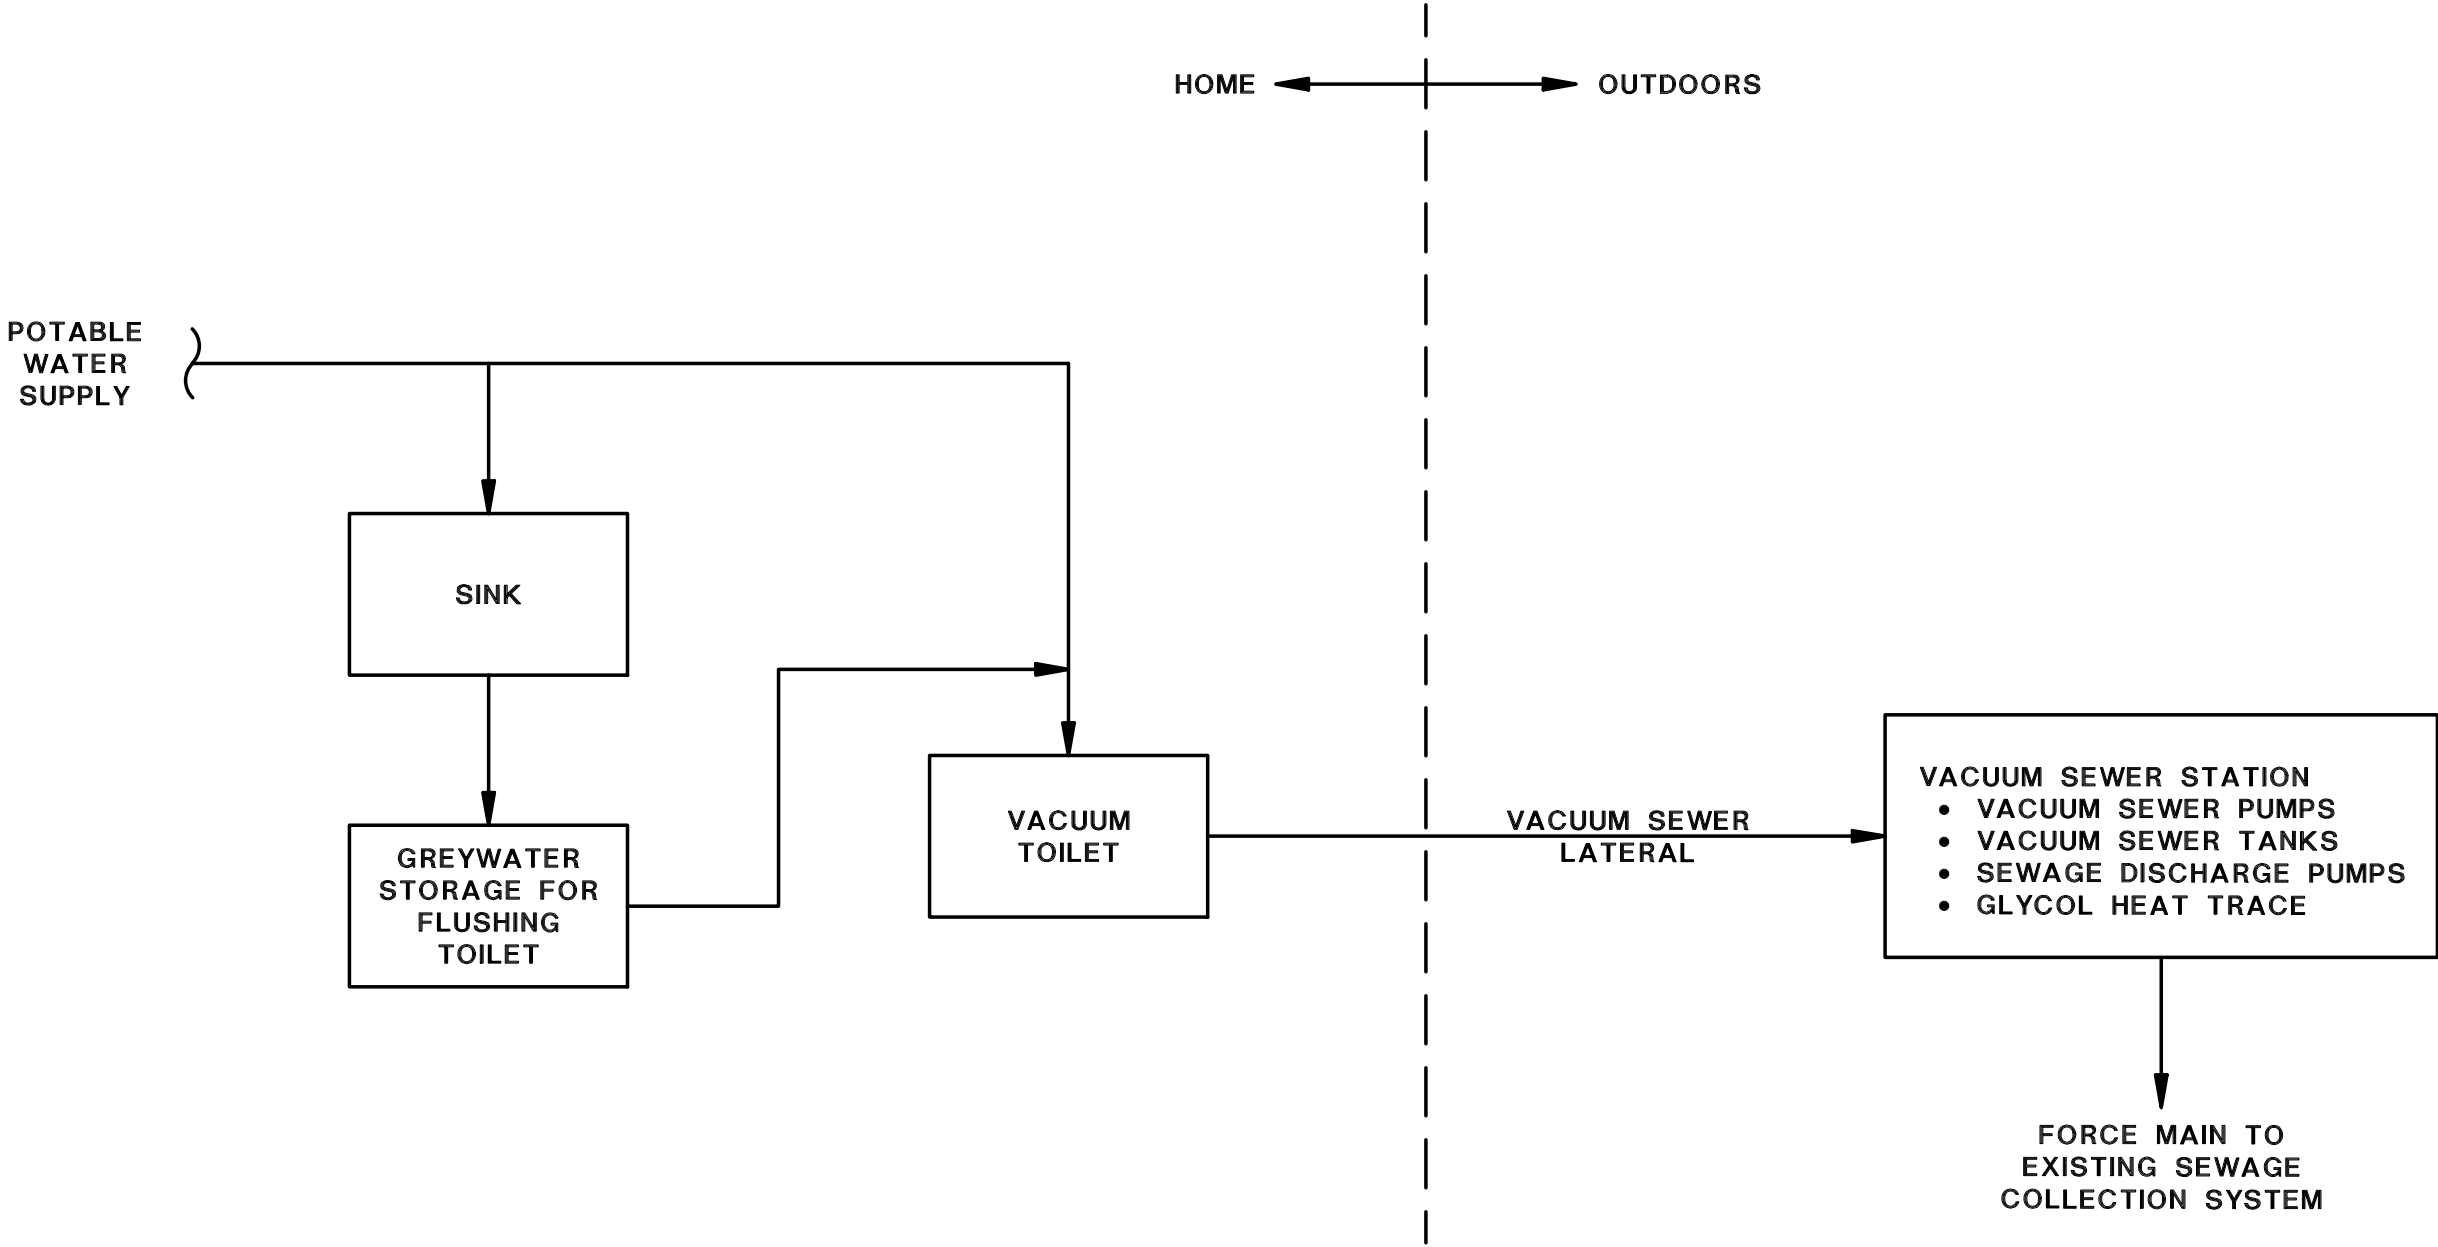 HOME
OUTDOORS
POTABLE
WATER
SUPPLY
SINK
GREYWATER
STORAGE FOR
FLUSHING
TOILET
VACUUM
TOILET
VACUUM SEWER
LATERAL
VACUUM SEWER STATION
• VACUUM SEWER PUMPS
• VACUUM SEWER TANKS
• SEWAGE DISCHARGE PUMPS
• GLYCOL HEAT TRACE
FORCE MAIN TO
EXISTING SEWAGE
COLLECTION SYSTEM